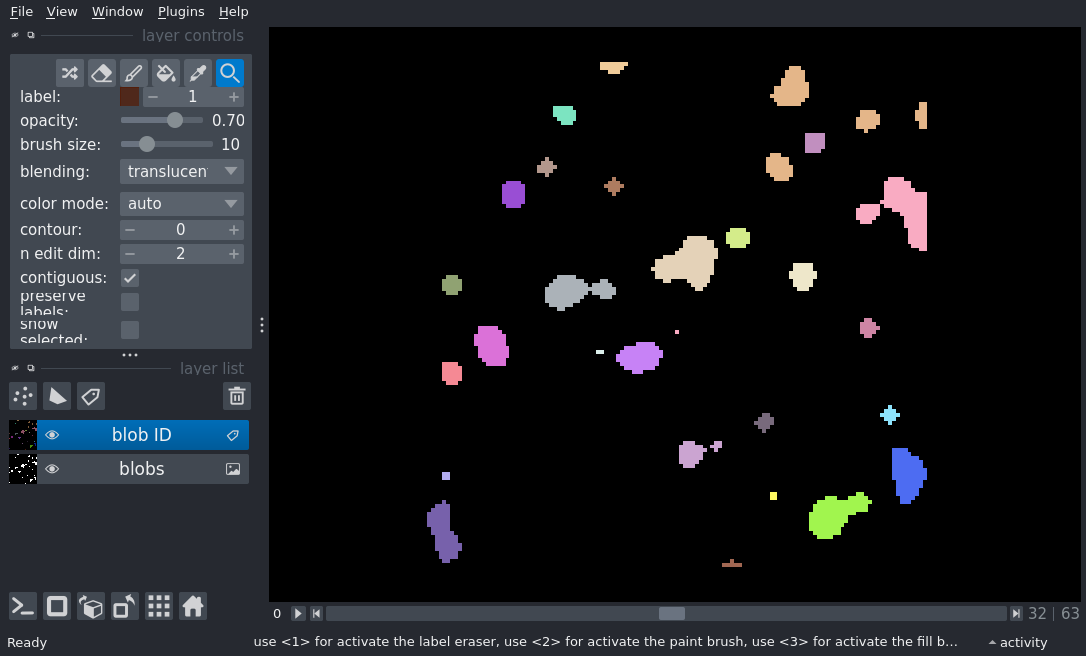 File View Window Plugins Help
layer controls
label: 1
opacity: 0.70
brush size: 10
blending: translucen
color mode: auto
contour: 0
n edit dim: 2
contiguous:
preserve
labels:
show
selected:
layer list
blob ID
blobs
0 32 63
Ready use <1> for activate the label eraser, use <2> for activate the paint brush, use <3> for activate the fill b... activity